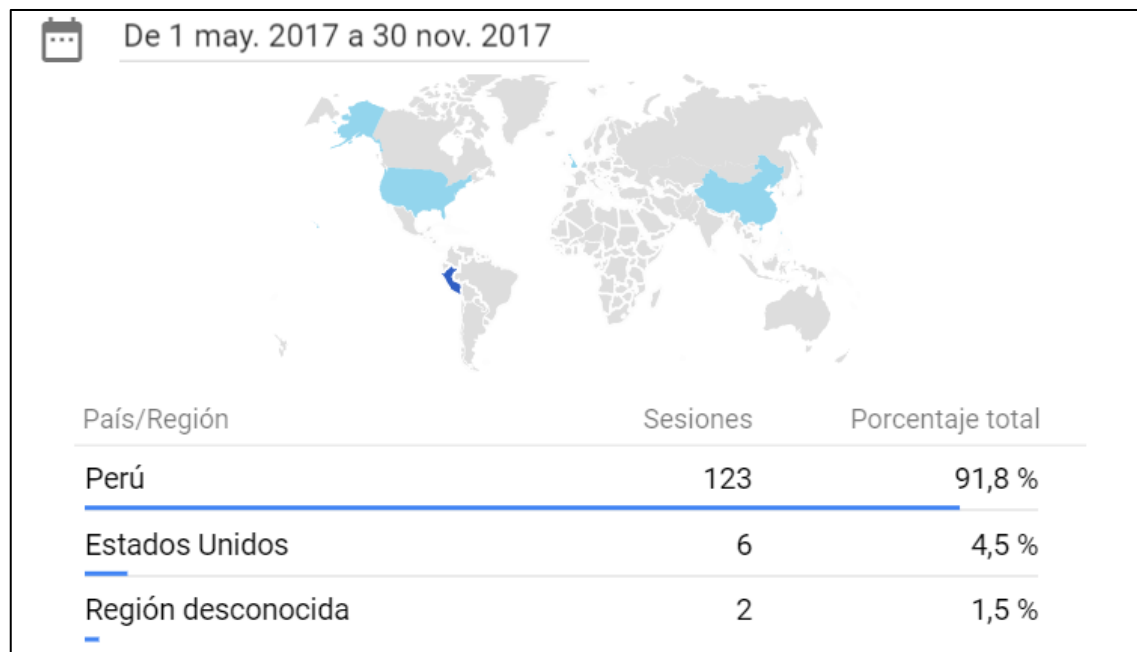 De 1 may. 2017 a 30 nov. 2017
País/Región Sesiones Porcentaje total
Perú 123 91,8 %
Estados Unidos 6 4,5 %
Región desconocida 2 1,5 %